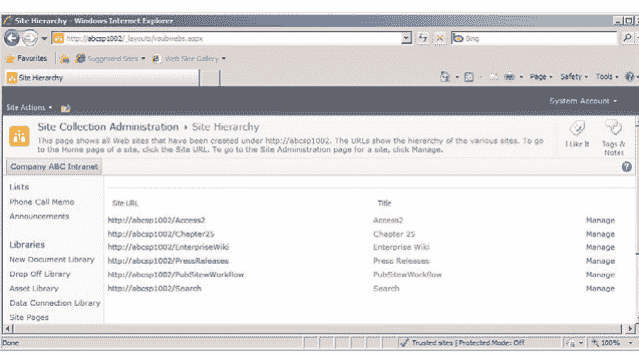 Site Hierarchy - Windows Internet Explorer
http://abcsp1002/_layouts/vsubwebs.aspx
Bing
Favorites Suggested Sites Web Slice Gallery
Site Hierarchy
Page Safety Tools
Site Actions
System Account
Site Collection Administration Site Hierarchy
This page shows all Web sites that have been created under http://abcsp1002. The URLs show the hierarchy of the various sites. To go
to the Home page of a site, click the Site URL. To go to the Site Administration page for a site, click Manage.
I Like It
Tags &
Notes
Company ABC Intranet
Lists
Phone Call Memo
Announcements
Libraries
New Document Library
Drop Off Library
Asset Library
Data Connection Library
Site Pages
Site URL Title
http://abcsp1002/Access2 Access2 Manage
http://abcsp1002/Chapter25 Chapter 25 Manage
http://abcsp1002/EnterpriseWiki Enterprise Wiki Manage
http://abcsp1002/PressReleases Press Releases Manage
http://abcsp1002/PubSitewWorkflow PubSitewWorkflow Manage
http://abcsp1002/Search Search Manage
Done
Trusted sites | Protected Mode: Off
100%